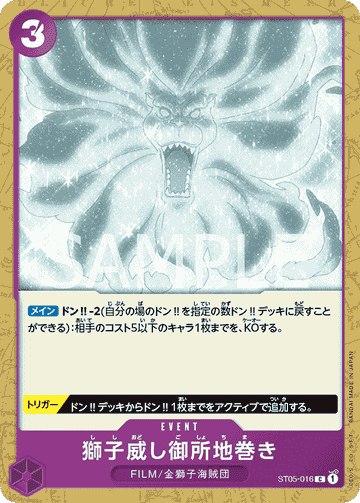 3
SAMPLE
メイン ドン!!-2(自分の場のドン!!を指定の数ドン!!デッキに戻すこと
ができる):相手のコスト5以下のキャラ1枚までを、KOする。
トリガー ドン!!デッキからドン!!1枚までをアクティブで追加する。
EVENT
獅子威し御所地巻き
FILM/金獅子海賊団
ST05-016 C 1